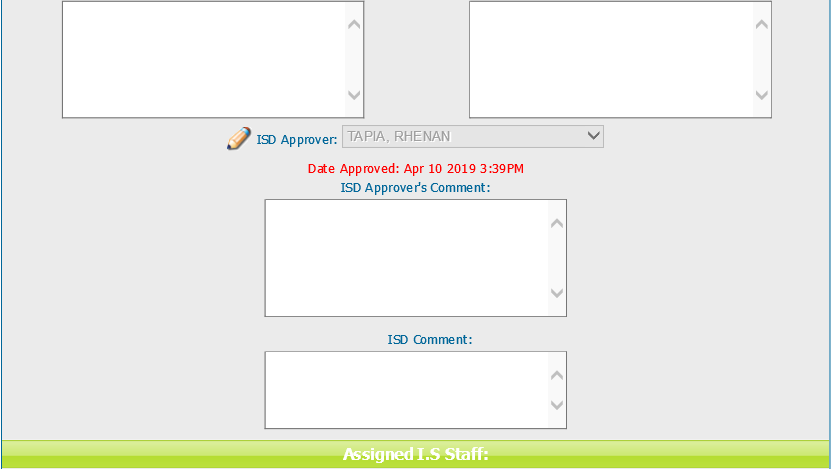 ISD Approver: TAPIA, RHENAN
Date Approved: Apr 10 2019 3:39PM
ISD Approver's Comment:
ISD Comment:
Assigned I.S Staff: